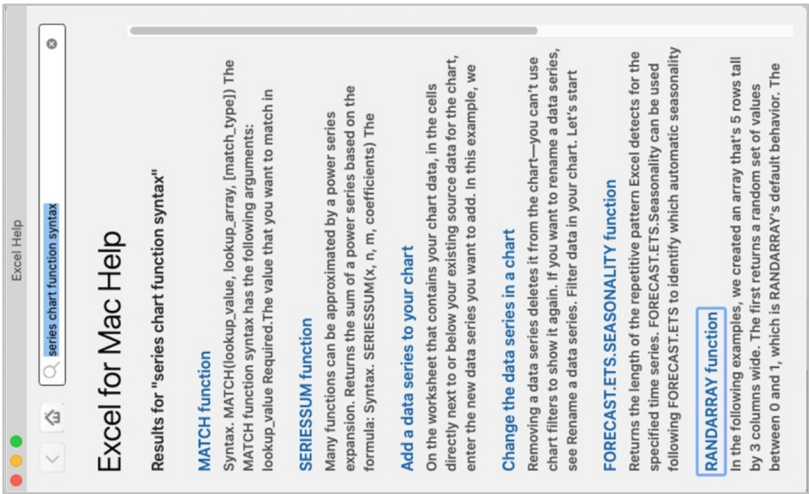 Excel Help
series chart function syntax
Excel for Mac Help
Results for "series chart function syntax"
MATCH function
Syntax. MATCH(lookup_value, lookup_array, [match_type]) The
MATCH function syntax has the following arguments:
lookup_value Required.The value that you want to match in
SERIESSUM function
Many functions can be approximated by a power series
expansion. Returns the sum of a power series based on the
formula: Syntax. SERIESSUM(x, n, m, coefficients) The
Add a data series to your chart
On the worksheet that contains your chart data, in the cells
directly next to or below your existing source data for the chart,
enter the new data series you want to add. In this example, we
Change the data series in a chart
Removing a data series deletes it from the chart—you can't use
chart filters to show it again. If you want to rename a data series,
see Rename a data series. Filter data in your chart. Let's start
FORECAST.ETS.SEASONALITY function
Returns the length of the repetitive pattern Excel detects for the
specified time series. FORECAST.ETS.Seasonality can be used
following FORECAST.ETS to identify which automatic seasonality
RANDARRAY function
In the following examples, we created an array that's 5 rows tall
by 3 columns wide. The first returns a random set of values
between 0 and 1, which is RANDARRAY's default behavior. The